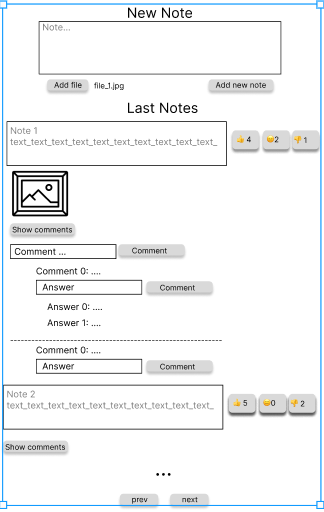 New Note
Note...
Add file file_1.jpg Add new note
Last Notes
Note 1
text_text_text_text_text_text_text_text_text_text_
👍 4 😐2 👎1
Show comments
Comment ... Comment
Comment 0: ....
Answer Comment
Answer 0: ....
Answer 1: ....
Comment 0: ....
Answer Comment
Note 2
text_text_text_text_text_text_text_text_text_text_
👍 5 😐0 👎2
Show comments
...
prev next